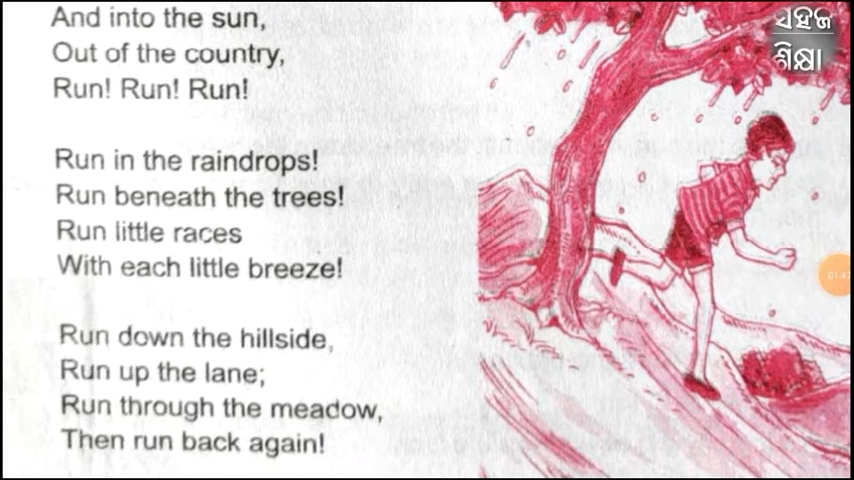 And into the sun,
Out of the country,
Run! Run! Run!
Run in the raindrops!
Run beneath the trees!
Run little races
With each little breeze!
Run down the hillside,
Run up the lane;
Run through the meadow,
Then run back again!
ସହଜ
ଶିକ୍ଷା